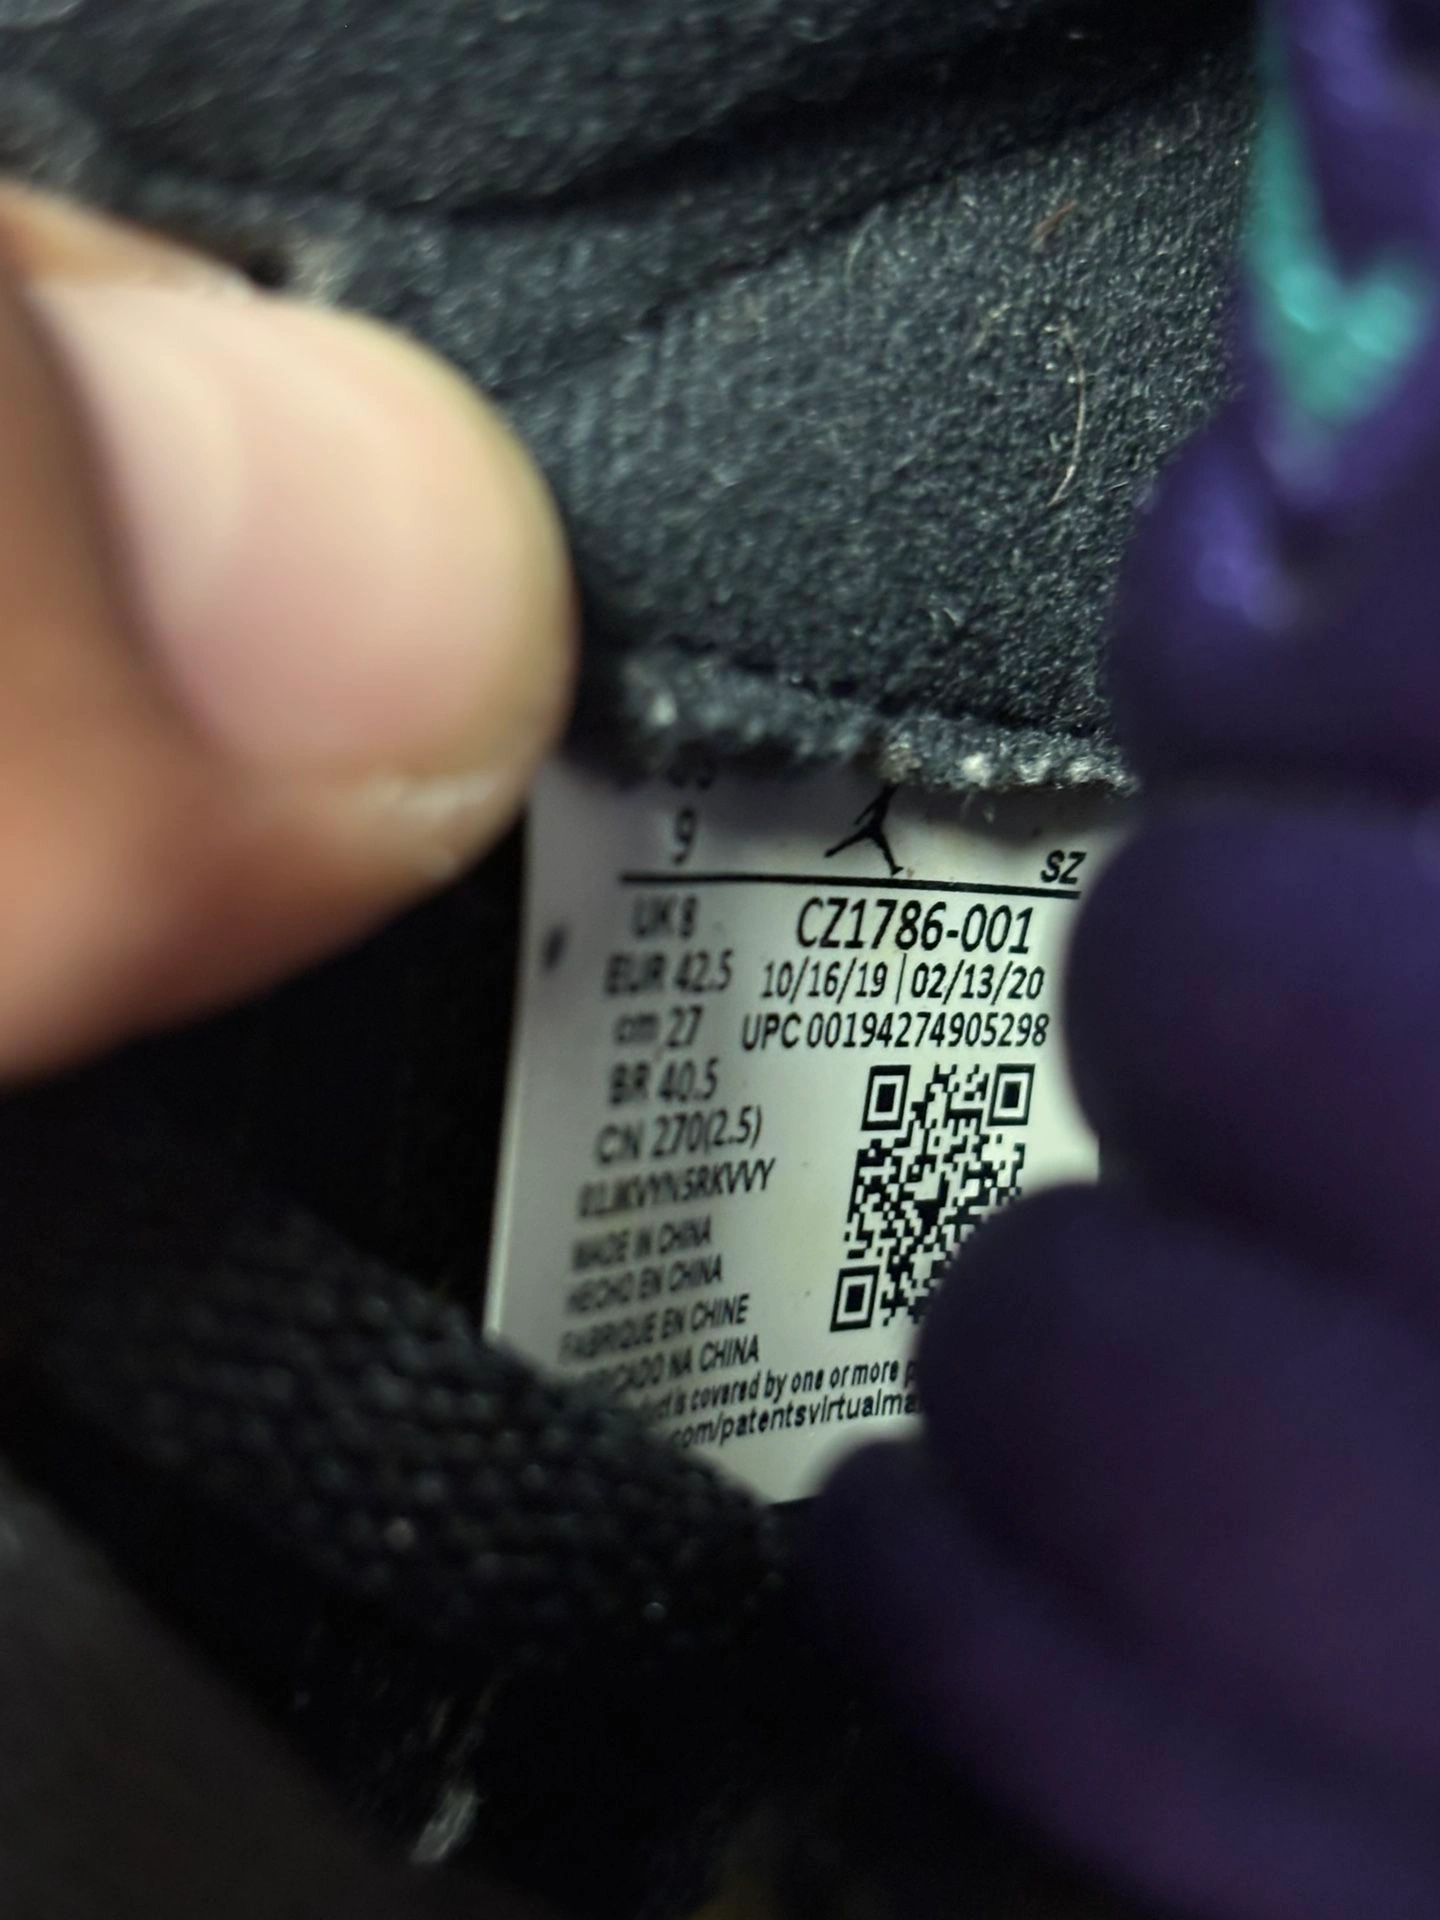 9
SZ
UK 8
CZ1786-001
EUR 42.5
10/16/19 | 02/13/20
cm 27
UPC 00194274905298
BR 40.5
CN 270(2.5)
MADE IN CHINA
HECHO EN CHINA
FABRIQUE EN CHINE
NA CHINA
is covered by one or more
.com/patentsvirtualma